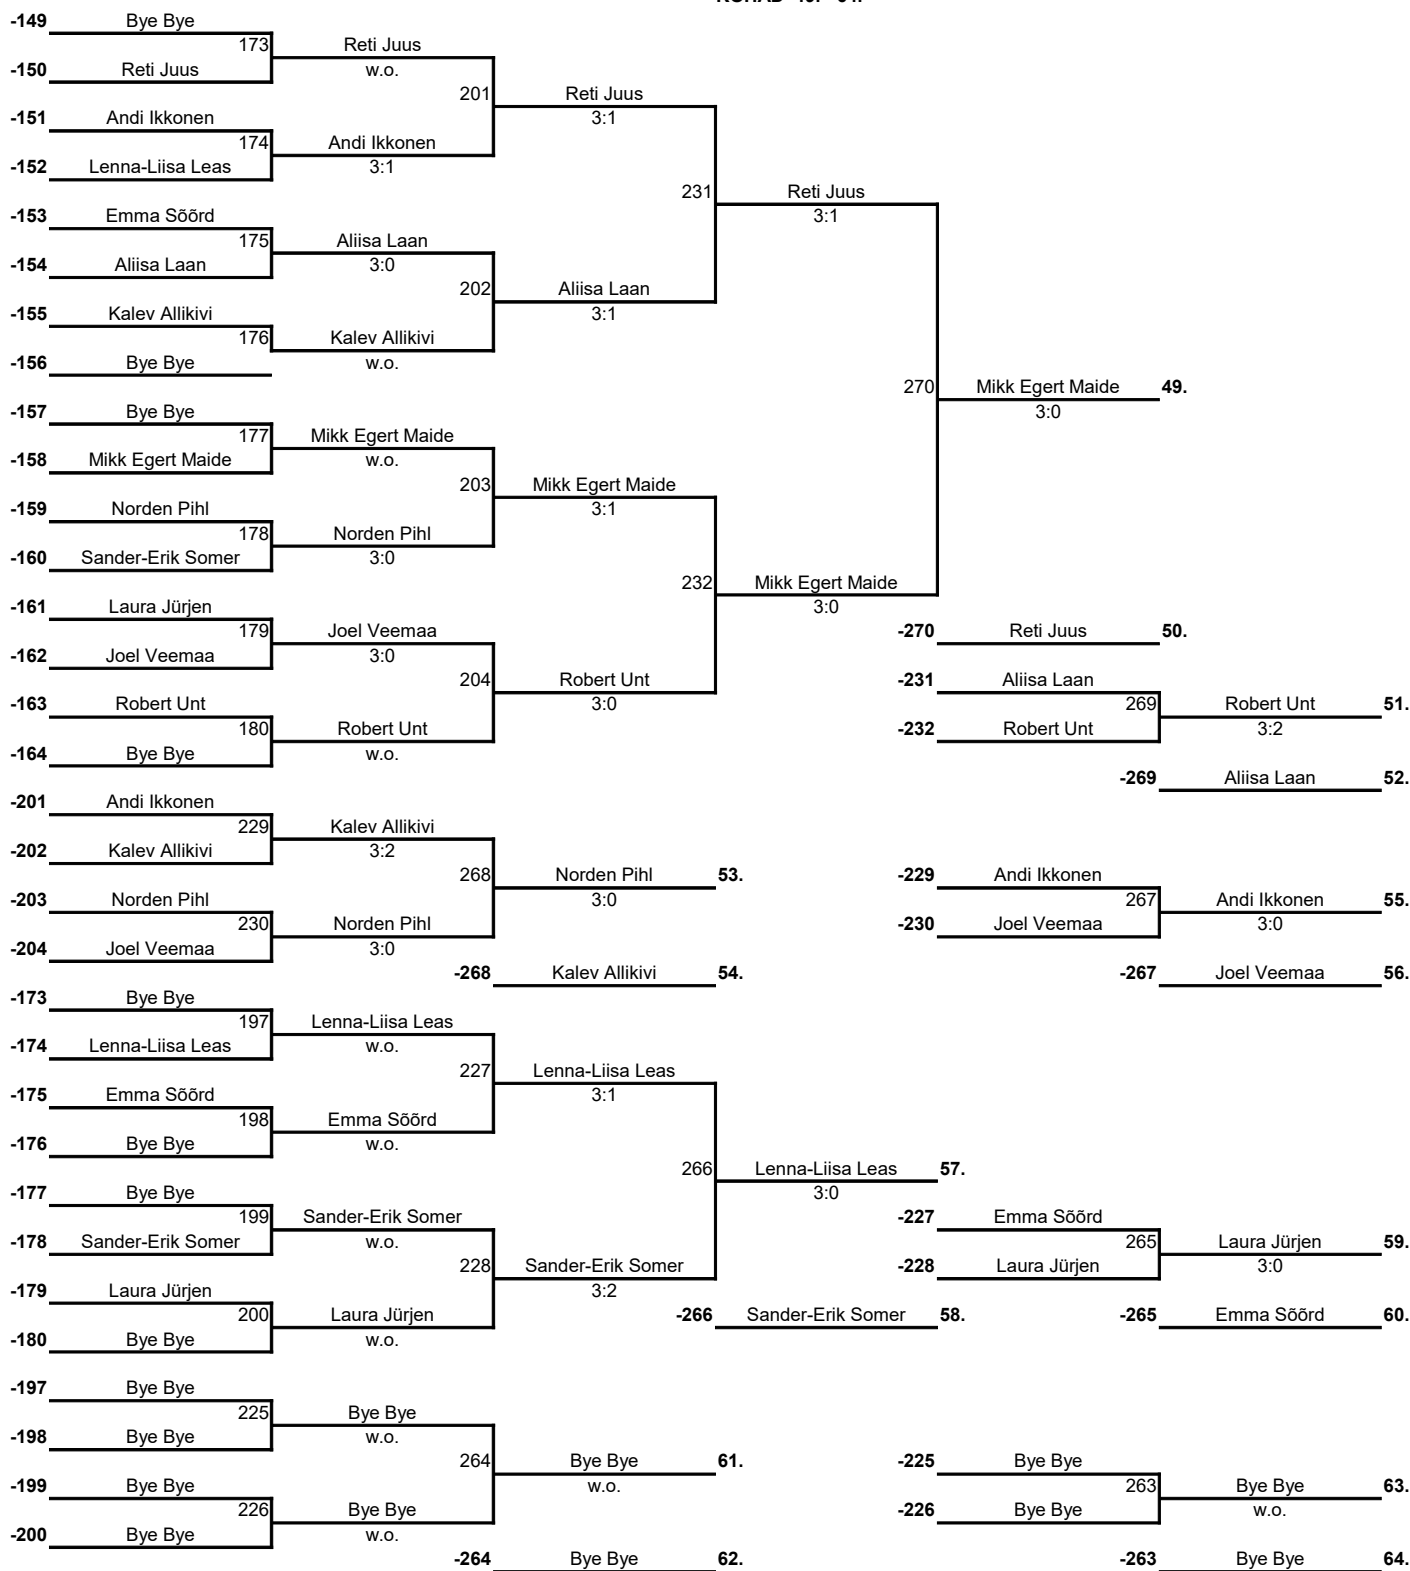 -149 Bye Bye
173 Reti Juus
-150 Reti Juus w.o.
201 Reti Juus
-151 Andi Ikkonen 3:1
174 Andi Ikkonen
-152 Lenna-Liisa Leas 3:1
231 Reti Juus
-153 Emma Sõõrd 3:1
175 Aliisa Laan
-154 Aliisa Laan 3:0
202 Aliisa Laan
-155 Kalev Allikivi 3:1
176 Kalev Allikivi
-156 Bye Bye w.o.
270 Mikk Egert Maide 49.
-157 Bye Bye 3:0
177 Mikk Egert Maide
-158 Mikk Egert Maide w.o.
203 Mikk Egert Maide
-159 Norden Pihl 3:1
178 Norden Pihl
-160 Sander-Erik Somer 3:0
232 Mikk Egert Maide
-161 Laura Jürjen 3:0
179 Joel Veemaa -270 Reti Juus 50.
-162 Joel Veemaa 3:0
204 Robert Unt -231 Aliisa Laan
-163 Robert Unt 3:0 269 Robert Unt 51.
180 Robert Unt -232 Robert Unt 3:2
-164 Bye Bye w.o.
-269 Aliisa Laan 52.
-201 Andi Ikkonen
229 Kalev Allikivi
-202 Kalev Allikivi 3:2
268 Norden Pihl 53. -229 Andi Ikkonen
-203 Norden Pihl 3:0 267 Andi Ikkonen 55.
230 Norden Pihl -230 Joel Veemaa 3:0
-204 Joel Veemaa 3:0
-268 Kalev Allikivi 54. -267 Joel Veemaa 56.
-173 Bye Bye
197 Lenna-Liisa Leas
-174 Lenna-Liisa Leas w.o.
227 Lenna-Liisa Leas
-175 Emma Sõõrd 3:1
198 Emma Sõõrd
-176 Bye Bye w.o.
266 Lenna-Liisa Leas 57.
-177 Bye Bye 3:0
199 Sander-Erik Somer -227 Emma Sõõrd
-178 Sander-Erik Somer w.o. 265 Laura Jürjen 59.
228 Sander-Erik Somer -228 Laura Jürjen 3:0
-179 Laura Jürjen 3:2
200 Laura Jürjen -266 Sander-Erik Somer 58. -265 Emma Sõõrd 60.
-180 Bye Bye w.o.
-197 Bye Bye
225 Bye Bye
-198 Bye Bye w.o.
264 Bye Bye 61. -225 Bye Bye
-199 Bye Bye w.o. 263 Bye Bye 63.
226 Bye Bye -226 Bye Bye w.o.
-200 Bye Bye w.o.
-264 Bye Bye 62. -263 Bye Bye 64.